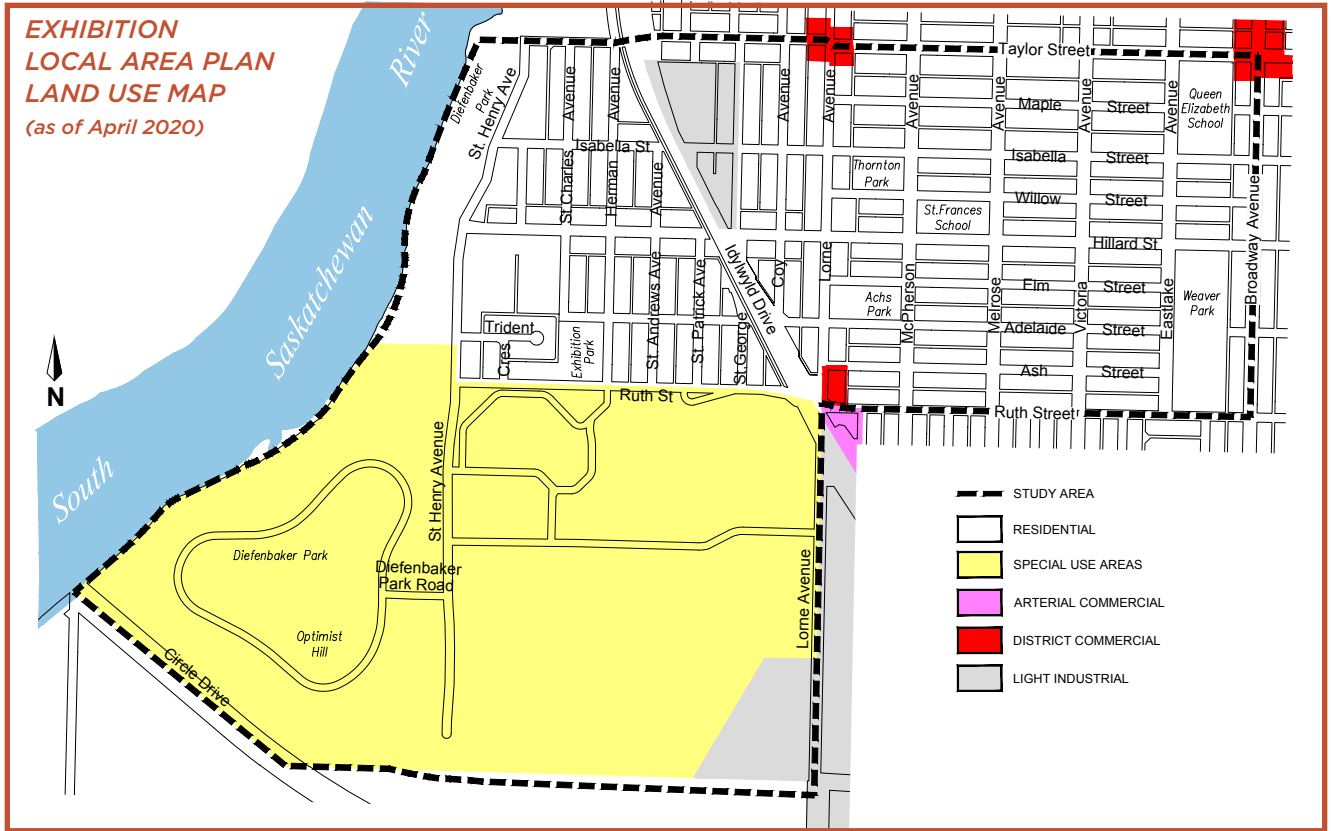 EXHIBITION
LOCAL AREA PLAN
LAND USE MAP
(as of April 2020)
River
Saskatchewan
South
N
Diefenbaker
Park
St. Henry Ave
Avenue
Avenue
Avenue
Avenue
Avenue
Avenue
Avenue
Avenue
Taylor Street
Maple
Street
Queen
Elizabeth
School
Isabella St
Isabella
Street
St.Charles
Herman
Avenue
Thornton
Park
Willow
Street
St.Frances
School
Hillard St
Broadway Avenue
Idylwyld Drive
Coy
Lorne
St. Andrews Ave
St. Patrick Ave
St.George
McPherson
Melrose
Victoria
Eastlake
Elm
Street
Achs
Park
Weaver
Park
Trident
Cres
Exhibition
Park
Adelaide
Street
Ash
Street
Ruth St
Ruth Street
St Henry Avenue
Diefenbaker Park
Diefenbaker
Park Road
Optimist
Hill
Circle Drive
Lorne Avenue
STUDY AREA
RESIDENTIAL
SPECIAL USE AREAS
ARTERIAL COMMERCIAL
DISTRICT COMMERCIAL
LIGHT INDUSTRIAL